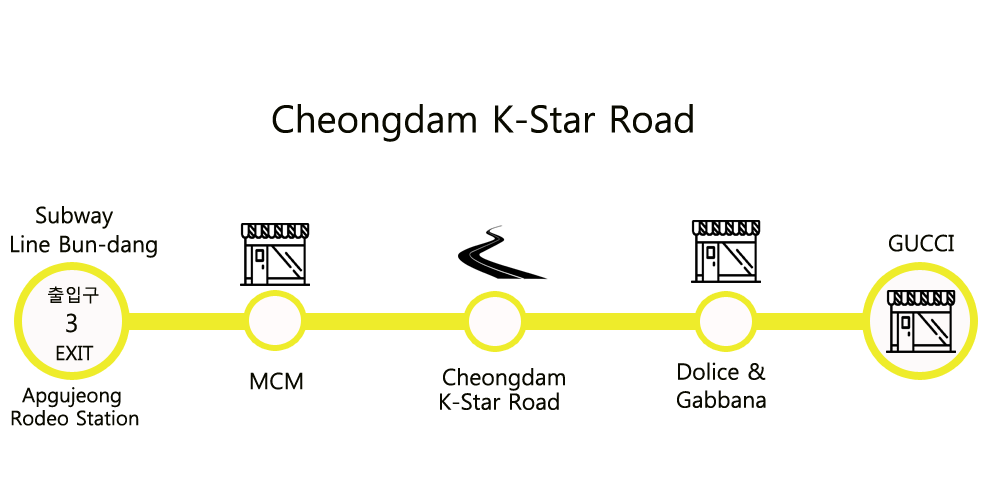 Cheongdam K-Star Road
Subway
Line Bun-dang
출입구
3
EXIT
Apgujeong
Rodeo Station
MCM
Cheongdam
K-Star Road
Dolice &
Gabbana
GUCCI